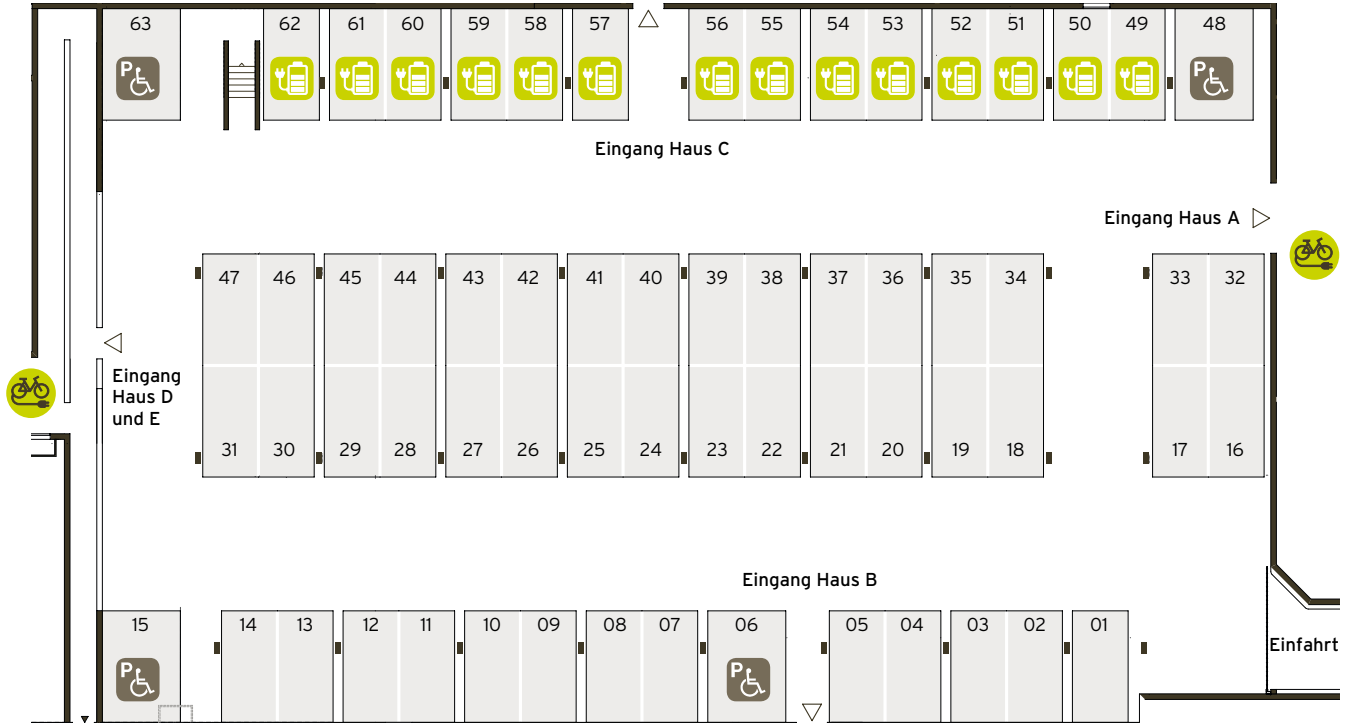 63 62 61 60 59 58 57 56 55 54 53 52 51 50 49 48
P P
Eingang Haus C
Eingang Haus A
47 46 45 44 43 42 41 40 39 38 37 36 35 34 33 32
Eingang
Haus D
und E
31 30 29 28 27 26 25 24 23 22 21 20 19 18 17 16
Eingang Haus B
15 14 13 12 11 10 09 08 07 06 05 04 03 02 01
Einfahrt
P P